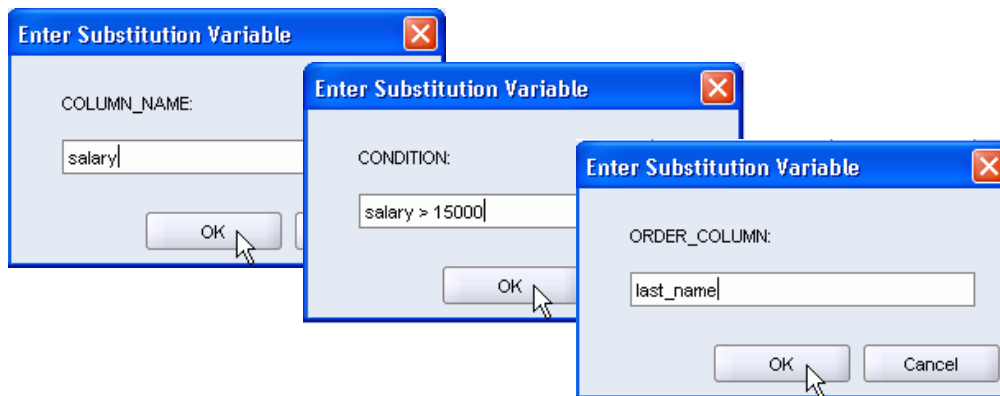 Enter Substitution Variable
COLUMN_NAME:
salary
OK
Enter Substitution Variable
CONDITION:
salary > 15000
OK
Enter Substitution Variable
ORDER_COLUMN:
last_name
OK
Cancel